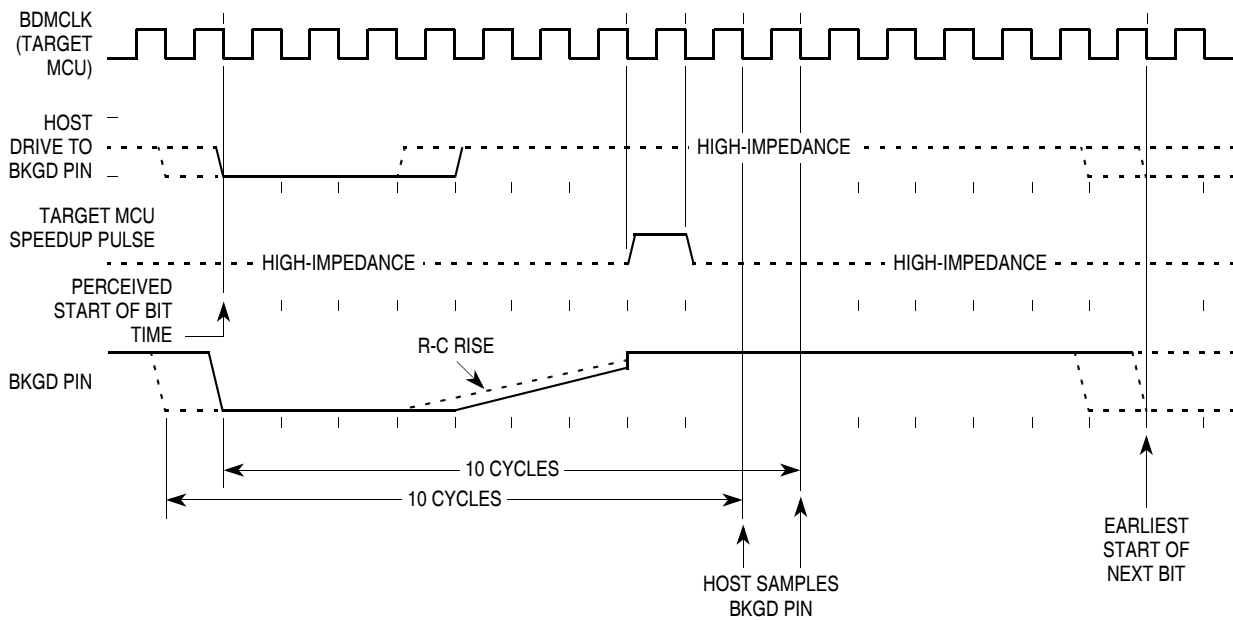 BDMCLK
(TARGET
MCU)
HOST
DRIVE TO
BKGD PIN
HIGH-IMPEDANCE
TARGET MCU
SPEEDUP PULSE
HIGH-IMPEDANCE
HIGH-IMPEDANCE
PERCEIVED
START OF BIT
TIME
R-C RISE
BKGD PIN
10 CYCLES
10 CYCLES
HOST SAMPLES
BKGD PIN
EARLIEST
START OF
NEXT BIT